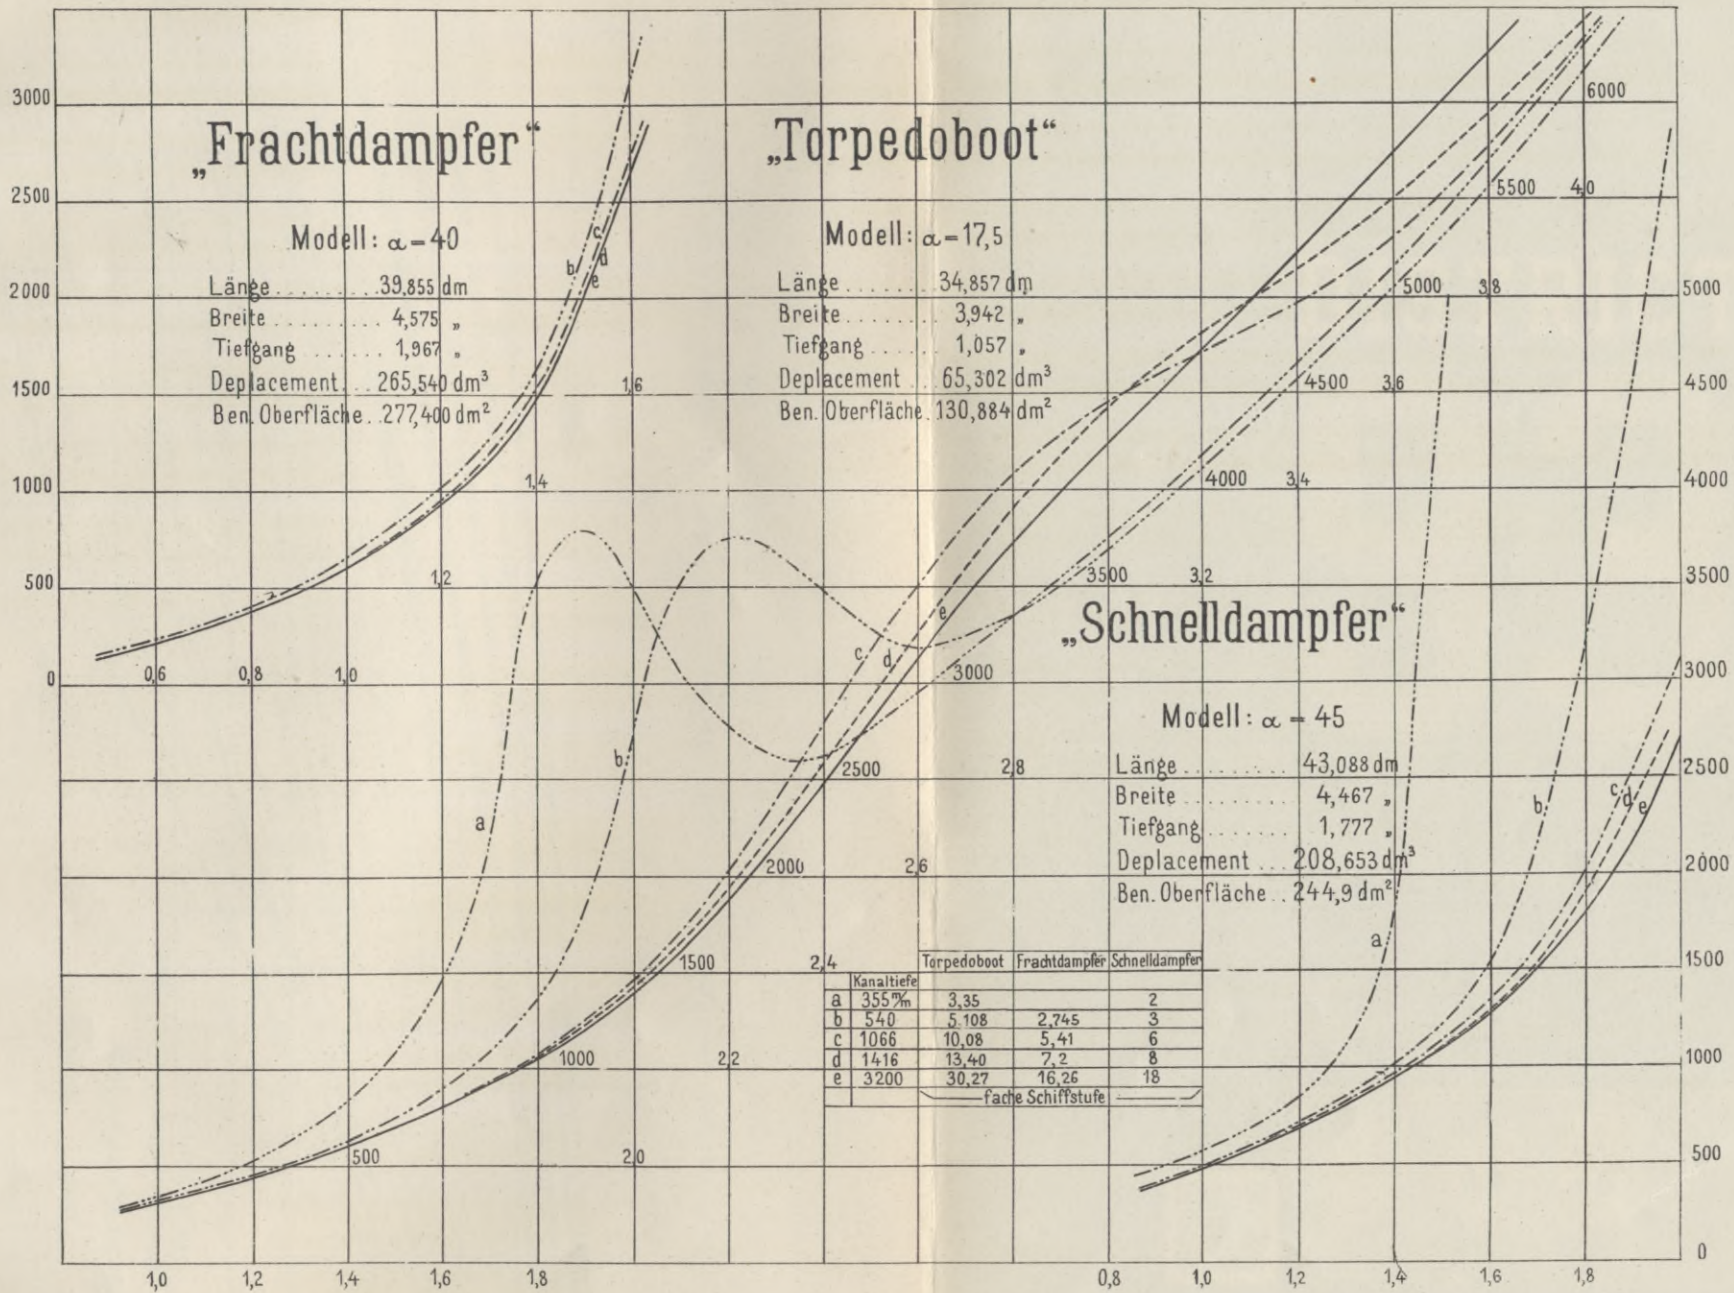 „Frachtdampfer“
Modell: α = 40
Länge ........ 39,855 dm
Breite ......... 4,575 „
Tiefgang ...... 1,967 „
Deplacement... 265,540 dm³
Ben. Oberfläche.. 277,400 dm²
3000
2500
2000
1500
1000
500
0
0,6 0,8 1,0
1,2
1,4
1,6
b c d e
„Torpedoboot“
Modell: α = 17,5
Länge ........ 34,857 dm
Breite ........ 3,942 „
Tiefgang ..... 1,057 „
Deplacement ... 65,302 dm³
Ben. Oberfläche. 130,884 dm²
6000
5500 4,0
5000 3,8
4500 3,6
4000 3,4
3500 3,2
3000
2500 2,8
2000 2,6
1500 2,4
1000 2,2
500 2,0
a b c d e
1,0 1,2 1,4 1,6 1,8
„Schnelldampfer“
Modell: α = 45
Länge ......... 43,088 dm
Breite ......... 4,467 „
Tiefgang ....... 1,777 „
Deplacement ... 208,653 dm³
Ben. Oberfläche .. 244,9 dm²
5000
4500
4000
3500
3000
2500
2000
1500
1000
500
0
a b c d e
0,8 1,0 1,2 1,4 1,6 1,8
Torpedoboot Frachtdampfer Schnelldampfer
Kanaltiefe
a 355 m/m 3,35 2
b 540 5.108 2,745 3
c 1066 10,08 5,41 6
d 1416 13,40 7,2 8
e 3200 30,27 16,26 18
fache Schiffstufe